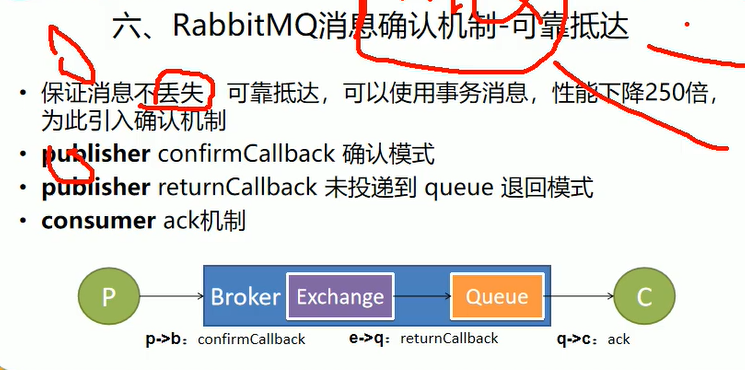 六、RabbitMQ消息确认机制-可靠抵达
• 保证消息不丢失，可靠抵达，可以使用事务消息，性能下降250倍，
为此引入确认机制
• publisher confirmCallback 确认模式
• publisher returnCallback 未投递到 queue 退回模式
• consumer ack机制
P Broker Exchange Queue C
p->b：confirmCallback e->q：returnCallback q->c：ack